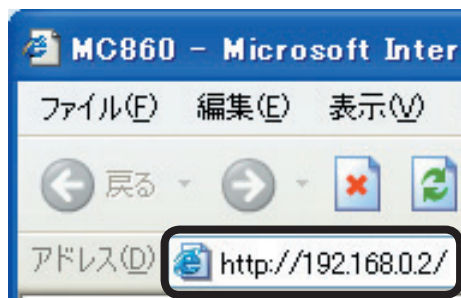 MC860 - Microsoft Inter
ファイル(F) 編集(E) 表示(V)
戻る
アドレス(D) http://192.168.0.2/